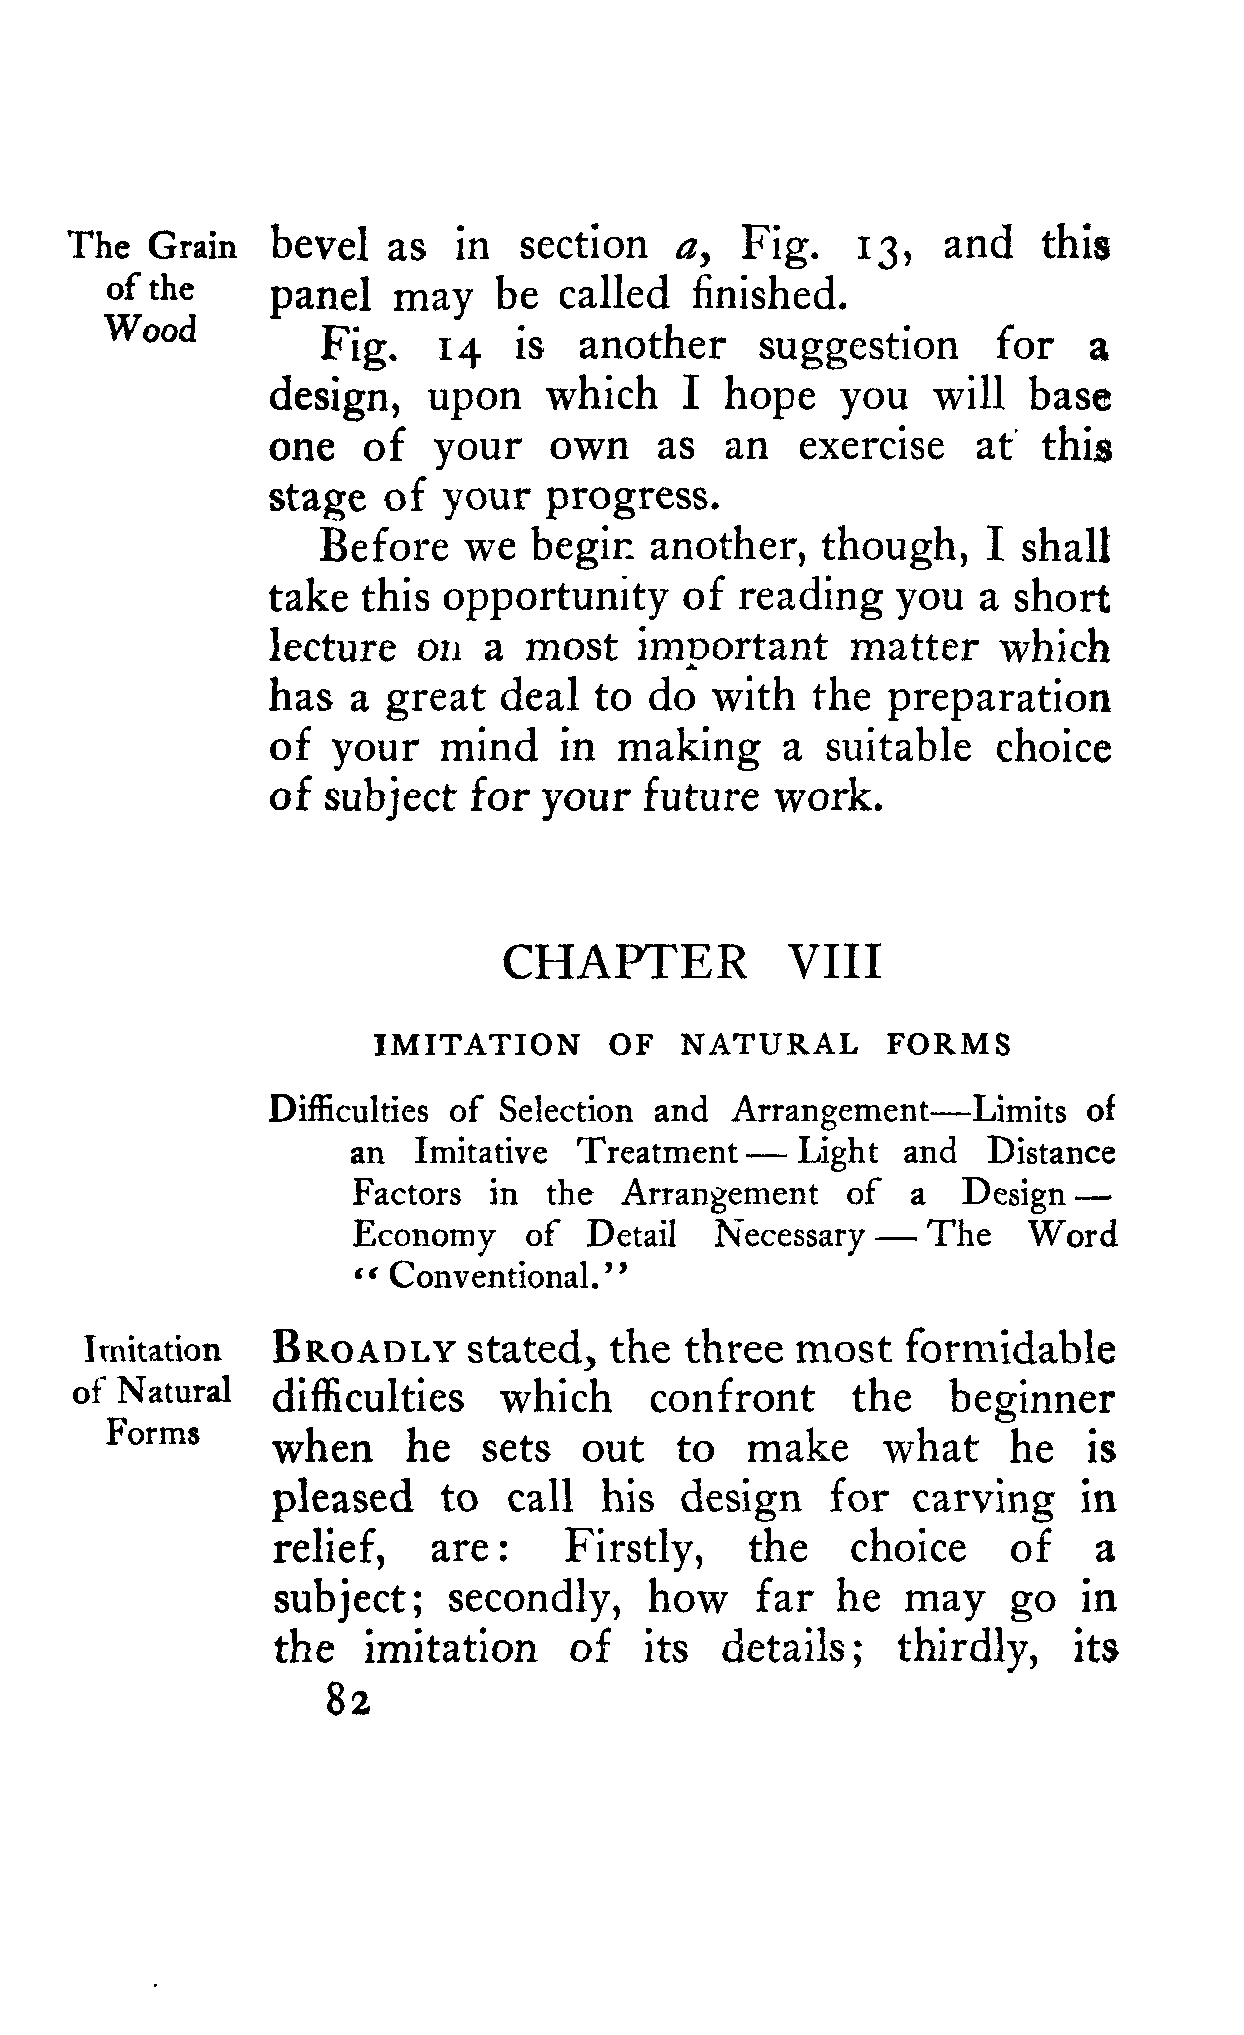 The Grain
of the
Wood
bevel as in section a, Fig. 13, and this
panel may be called finished.
Fig. 14 is another suggestion for a
design, upon which I hope you will base
one of your own as an exercise at this
stage of your progress.
Before we begin another, though, I shall
take this opportunity of reading you a short
lecture on a most important matter which
has a great deal to do with the preparation
of your mind in making a suitable choice
of subject for your future work.
CHAPTER VIII
IMITATION OF NATURAL FORMS
Difficulties of Selection and Arrangement—Limits of
an Imitative Treatment — Light and Distance
Factors in the Arrangement of a Design —
Economy of Detail Necessary — The Word
“Conventional.”
Imitation
of Natural
Forms
BROADLY stated, the three most formidable
difficulties which confront the beginner
when he sets out to make what he is
pleased to call his design for carving in
relief, are: Firstly, the choice of a
subject; secondly, how far he may go in
the imitation of its details; thirdly, its
82